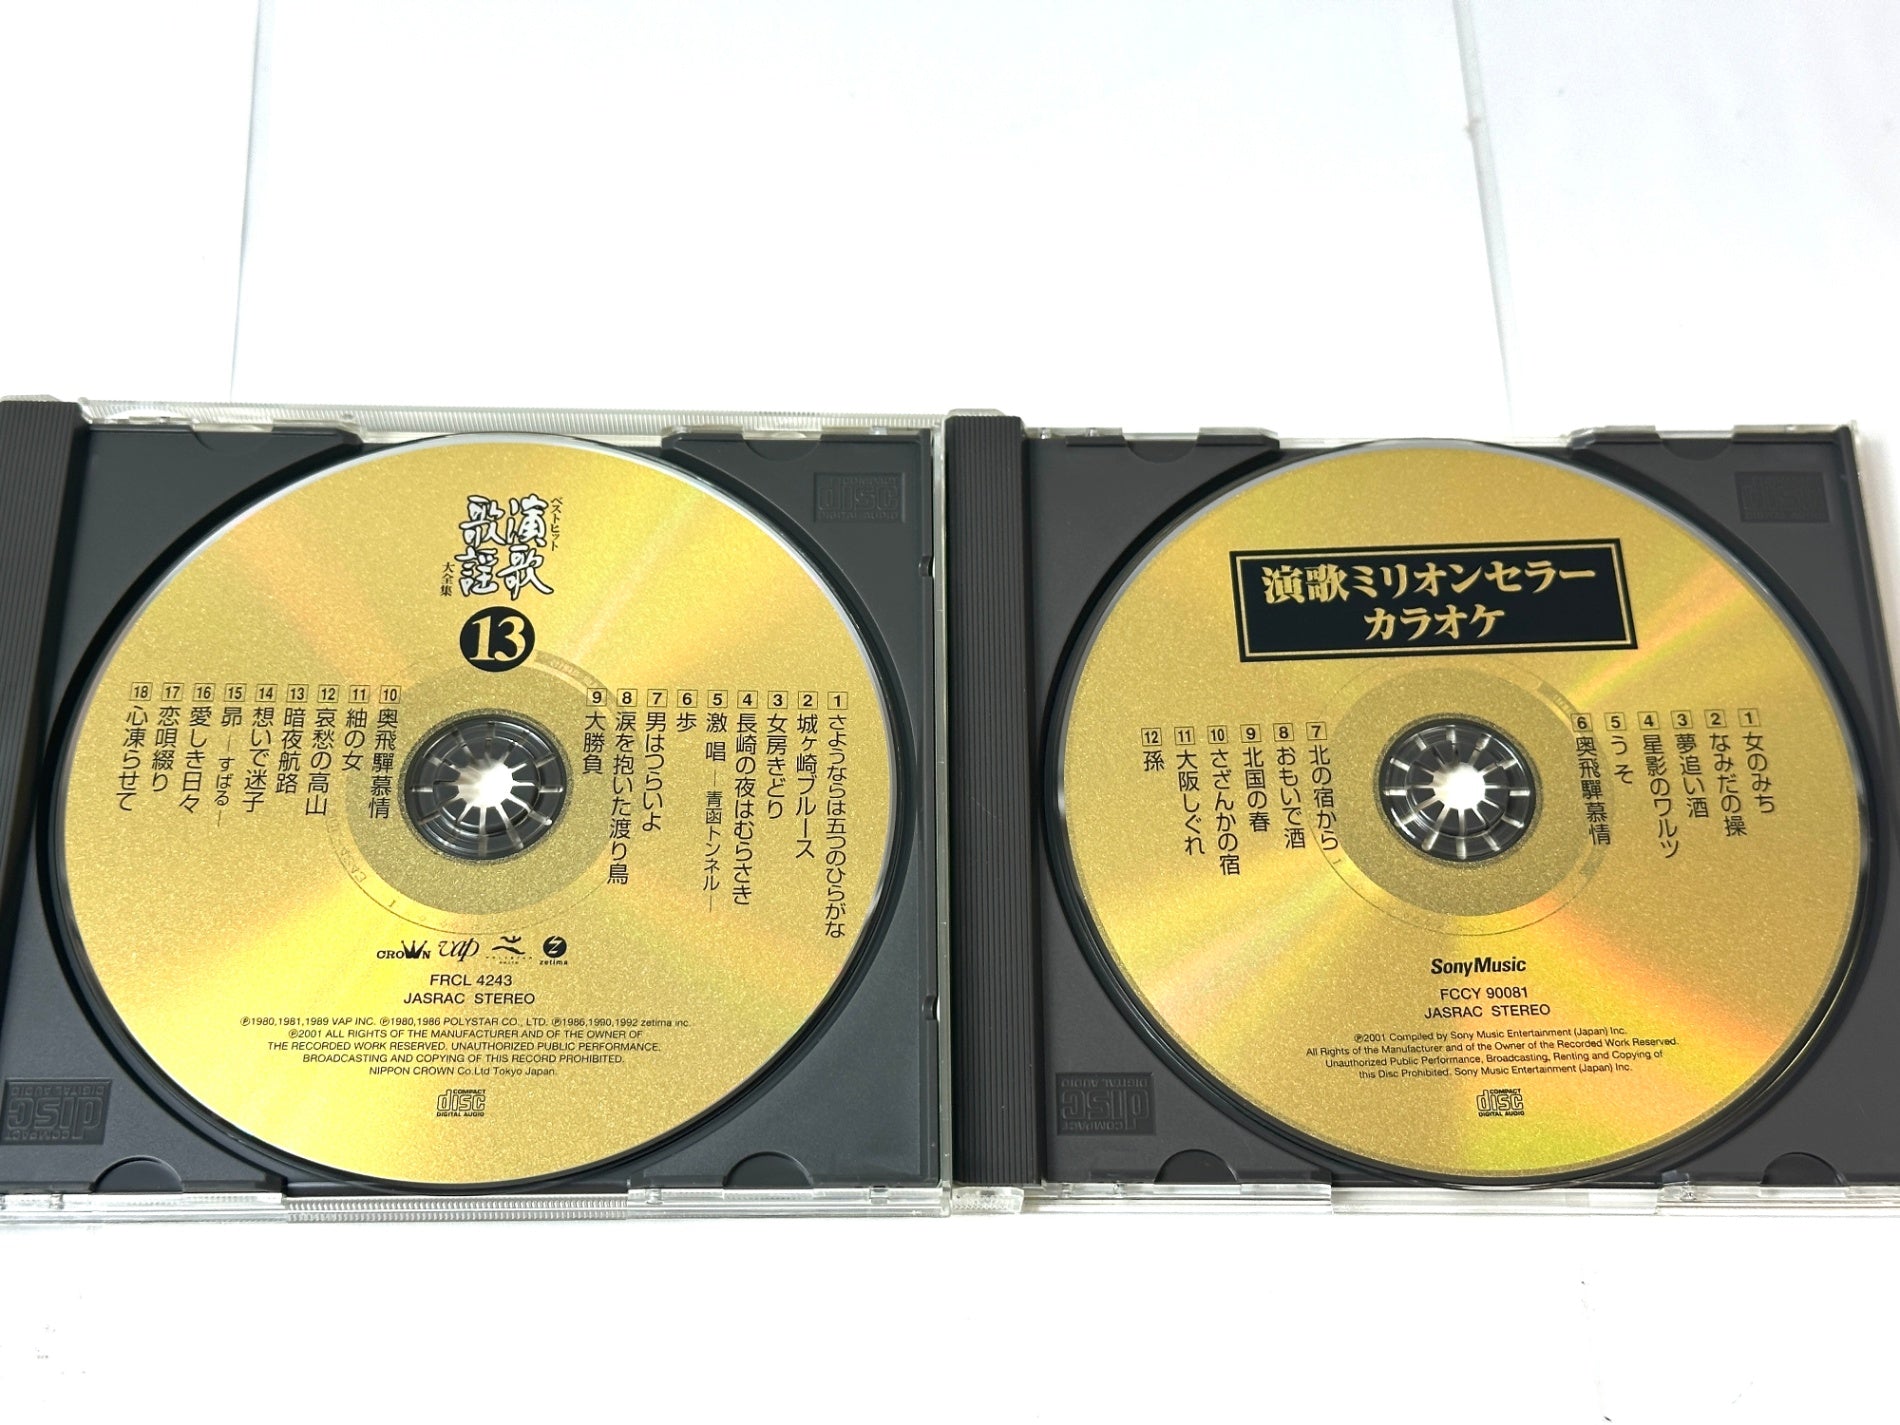 ベストヒット
演歌
歌謡
大全集
13
1 さようならは五つのひらがな
2 城ヶ崎ブルース
3 女房きどり
4 長崎の夜はむらさき
5 激唱 ―青函トンネル―
6 歩
7 男はつらいよ
8 涙を抱いた渡り鳥
9 大勝負
10 奥飛騨慕情
11 紬の女
12 哀愁の高山
13 暗夜航路
14 想いで迷子
15 昴 ―すばる―
16 愛しき日々
17 恋唄綴り
18 心凍らせて
CROWN vap zetima
FRCL 4243
JASRAC STEREO
℗1980,1981,1989 VAP INC. ℗1980,1986 POLYSTAR CO., LTD. ℗1986,1990,1992 zetima inc.
℗2001 ALL RIGHTS OF THE MANUFACTURER AND OF THE OWNER OF
THE RECORDED WORK RESERVED. UNAUTHORIZED PUBLIC PERFORMANCE.
BROADCASTING AND COPYING OF THIS RECORD PROHIBITED.
NIPPON CROWN Co.Ltd Tokyo Japan.
COMPACT
disc
DIGITAL AUDIO
演歌ミリオンセラー
カラオケ
1 女のみち
2 なみだの操
3 夢追い酒
4 星影のワルツ
5 うそ
6 奥飛騨慕情
7 北の宿から
8 おもいで酒
9 北国の春
10 さざんかの宿
11 大阪しぐれ
12 孫
SonyMusic
FCCY 90081
JASRAC STEREO
℗2001 Compiled by Sony Music Entertainment (Japan) Inc.
All Rights of the Manufacturer and of the Owner of the Recorded Work Reserved.
Unauthorized Public Performance, Broadcasting, Renting and Copying of
this Disc Prohibited. Sony Music Entertainment (Japan) Inc.
COMPACT
disc
DIGITAL AUDIO